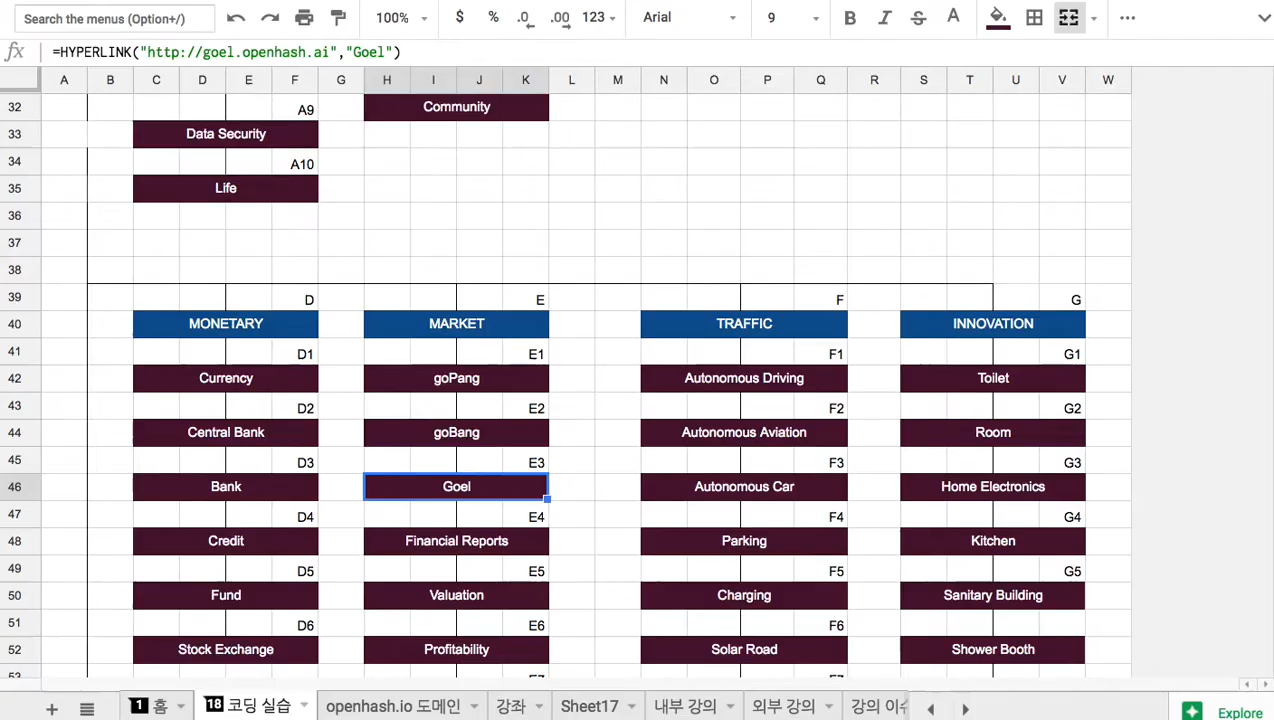 Search the menus (Option+/)
100%
$
%
.0
.00
123
Arial
9
B
I
S
A
fx
=HYPERLINK("http://goel.openhash.ai","Goel")
A B C D E F G H I J K L M N O P Q R S T U V W
32 A9 Community
33 Data Security
34 A10
35 Life
36
37
38
39 D E F G
40 MONETARY MARKET TRAFFIC INNOVATION
41 D1 E1 F1 G1
42 Currency goPang Autonomous Driving Toilet
43 D2 E2 F2 G2
44 Central Bank goBang Autonomous Aviation Room
45 D3 E3 F3 G3
46 Bank Goel Autonomous Car Home Electronics
47 D4 E4 F4 G4
48 Credit Financial Reports Parking Kitchen
49 D5 E5 F5 G5
50 Fund Valuation Charging Sanitary Building
51 D6 E6 F6
52 Stock Exchange Profitability Solar Road Shower Booth
1 홈
18 코딩 실습
openhash.io 도메인
강좌
Sheet17
내부 강의
외부 강의
강의 이슈
Explore